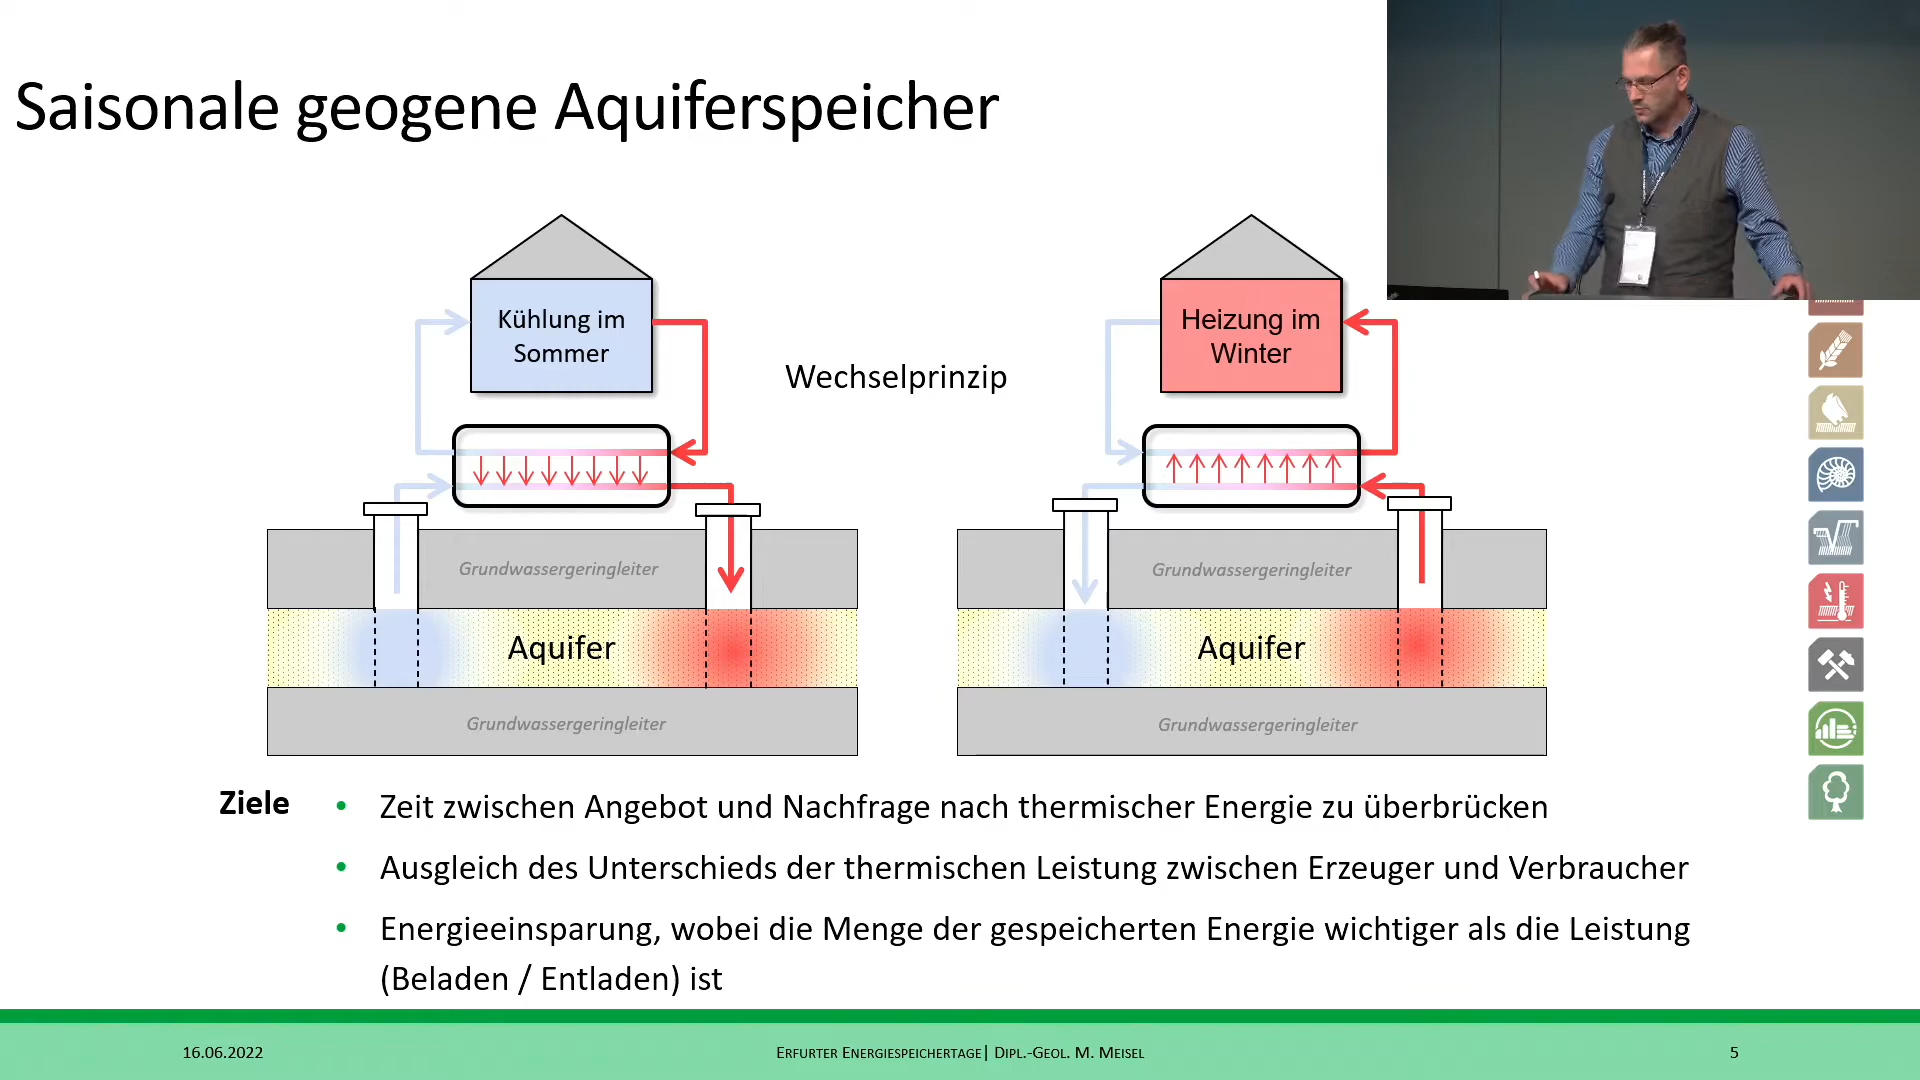 Saisonale geogene Aquiferspeicher
Kühlung im
Sommer
Wechselprinzip
Heizung im
Winter
Grundwassergeringleiter
Aquifer
Grundwassergeringleiter
Grundwassergeringleiter
Aquifer
Grundwassergeringleiter
Ziele
• Zeit zwischen Angebot und Nachfrage nach thermischer Energie zu überbrücken
• Ausgleich des Unterschieds der thermischen Leistung zwischen Erzeuger und Verbraucher
• Energieeinsparung, wobei die Menge der gespeicherten Energie wichtiger als die Leistung
(Beladen / Entladen) ist
16.06.2022
Erfurter Energiespeichertage| Dipl.-Geol. M. Meisel
5